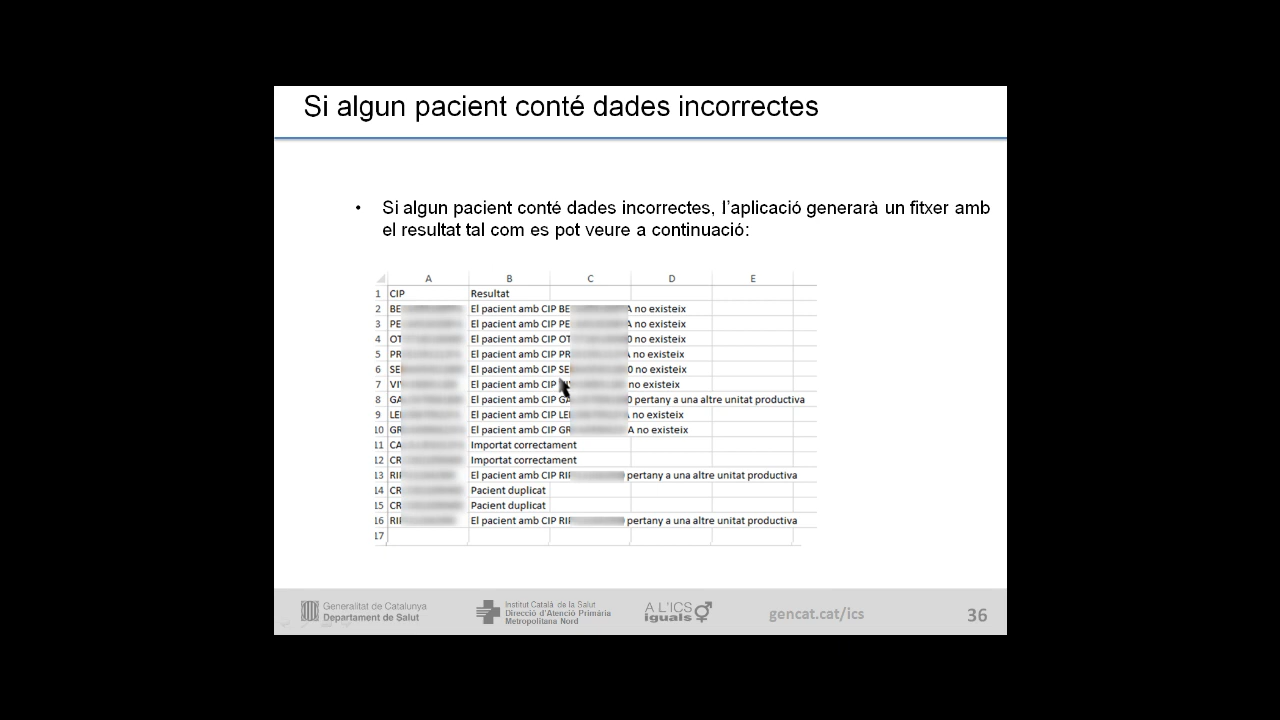 Si algun pacient conté dades incorrectes
• Si algun pacient conté dades incorrectes, l'aplicació generarà un fitxer amb
el resultat tal com es pot veure a continuació:
A B C D E
1 CIP Resultat
2 BE El pacient amb CIP BE A no existeix
3 PE El pacient amb CIP PE A no existeix
4 OT El pacient amb CIP OT 0 no existeix
5 PR El pacient amb CIP PR A no existeix
6 SE El pacient amb CIP SE 0 no existeix
7 VI El pacient amb CIP no existeix
8 GA El pacient amb CIP GA 0 pertany a una altre unitat productiva
9 LE El pacient amb CIP LE A no existeix
10 GR El pacient amb CIP GR A no existeix
11 CA Importat correctament
12 CR Importat correctament
13 RI El pacient amb CIP RI pertany a una altre unitat productiva
14 CR Pacient duplicat
15 CR Pacient duplicat
16 RI El pacient amb CIP RI pertany a una altre unitat productiva
17
Generalitat de Catalunya
Departament de Salut
Institut Català de la Salut
Direcció d'Atenció Primària
Metropolitana Nord
A L'ICS
iguals
gencat.cat/ics
36